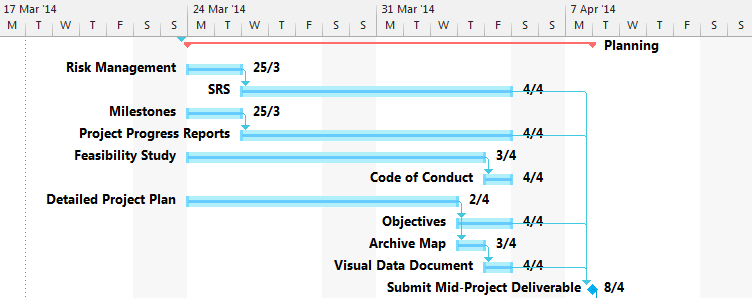 17 Mar '14 24 Mar '14 31 Mar '14 7 Apr '14
M T W T F S S M T W T F S S M T W T F S S M T W T F S S
Planning
Risk Management 25/3
SRS 4/4
Milestones 25/3
Project Progress Reports 4/4
Feasibility Study 3/4
Code of Conduct 4/4
Detailed Project Plan 2/4
Objectives 4/4
Archive Map 3/4
Visual Data Document 4/4
Submit Mid-Project Deliverable 8/4